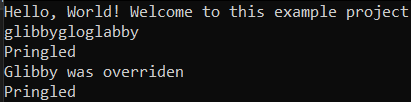 Hello, World! Welcome to this example project
glibbygloglabby
Pringled
Glibby was overriden
Pringled